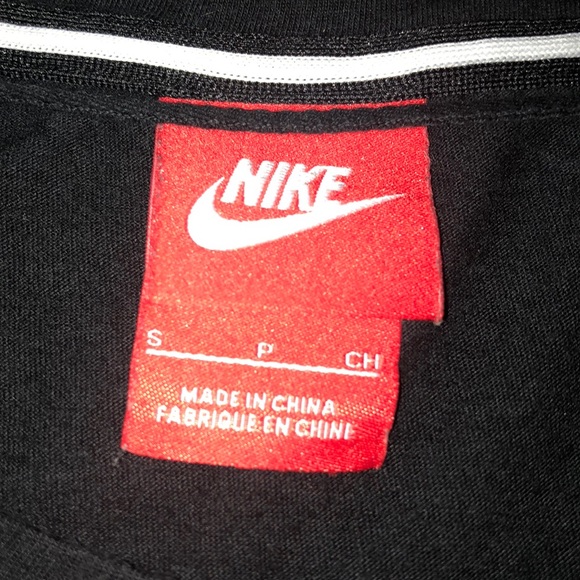 NIKE
S P CH
MADE IN CHINA
FABRIQUE EN CHINE